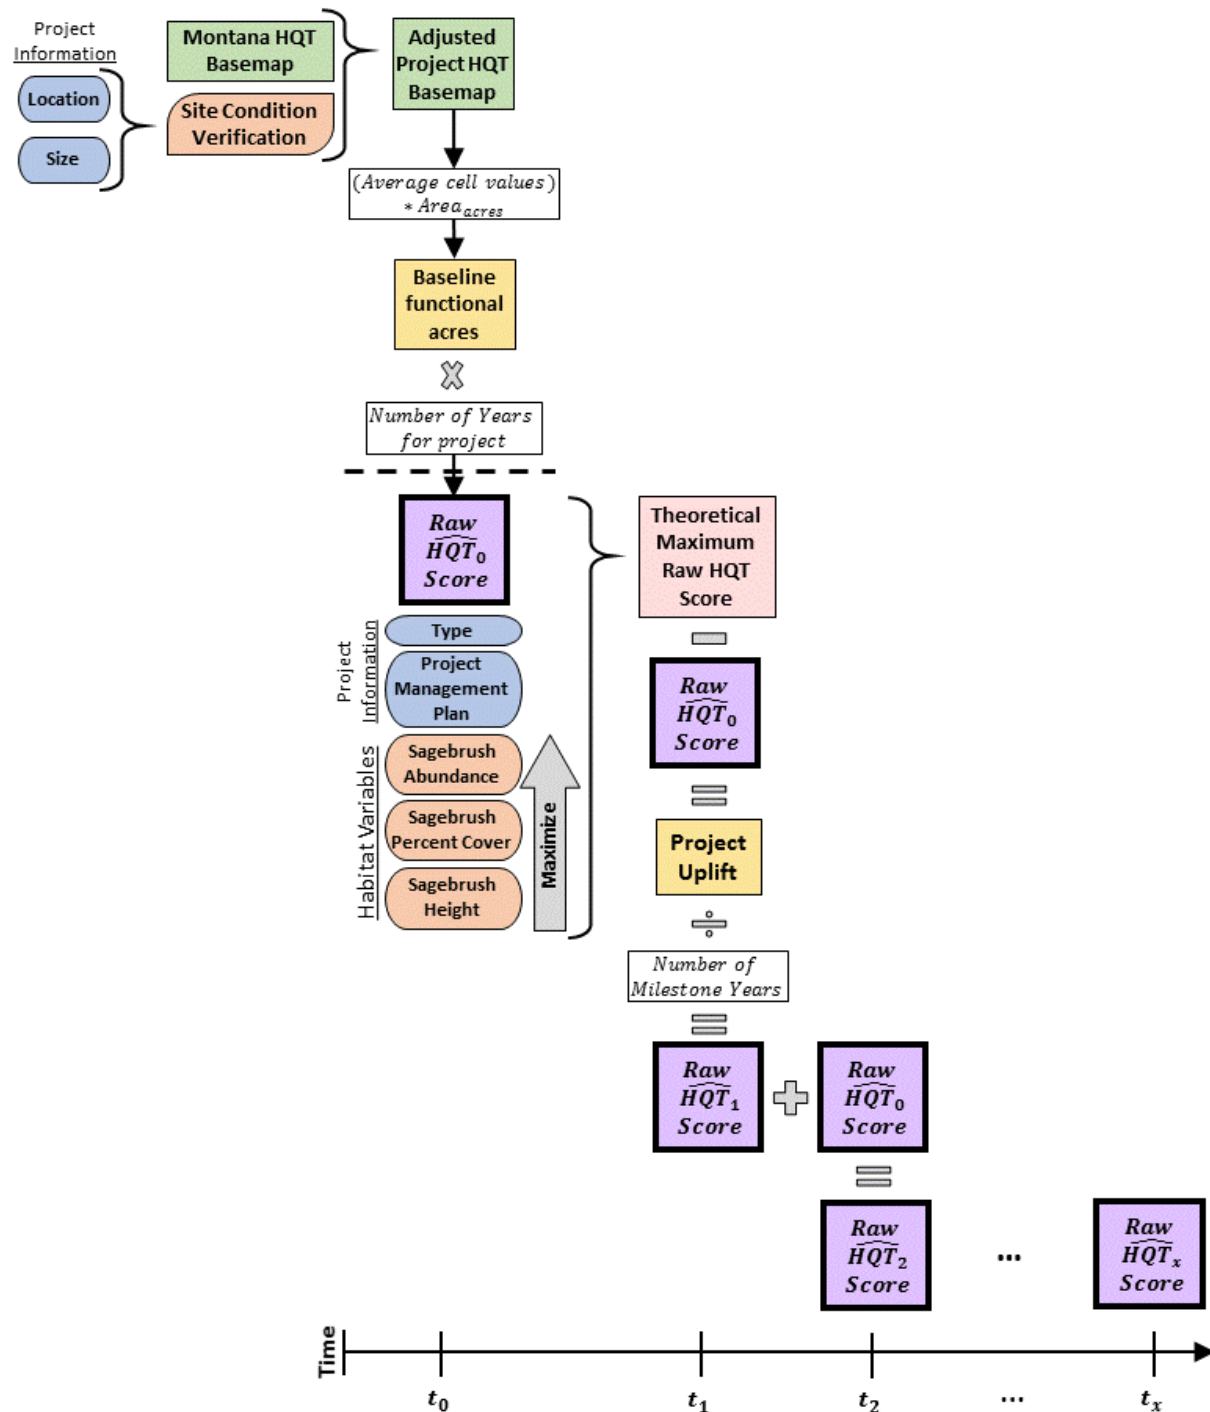 Project
Information
Location
Size
Montana HQT
Basemap
Site Condition
Verification
Adjusted
Project HQT
Basemap
(Average cell values)
* Area_acres
Baseline
functional
acres
Number of Years
for project
Raw
HQT_0
Score
Project
Information
Type
Project
Management
Plan
Habitat Variables
Sagebrush
Abundance
Sagebrush
Percent Cover
Sagebrush
Height
Maximize
Theoretical
Maximum
Raw HQT
Score
Raw
HQT_0
Score
Project
Uplift
÷
Number of
Milestone Years
Raw
HQT_1
Score
Raw
HQT_0
Score
Raw
HQT_2
Score
...
Raw
HQT_x
Score
Time
t_0
t_1
t_2
...
t_x